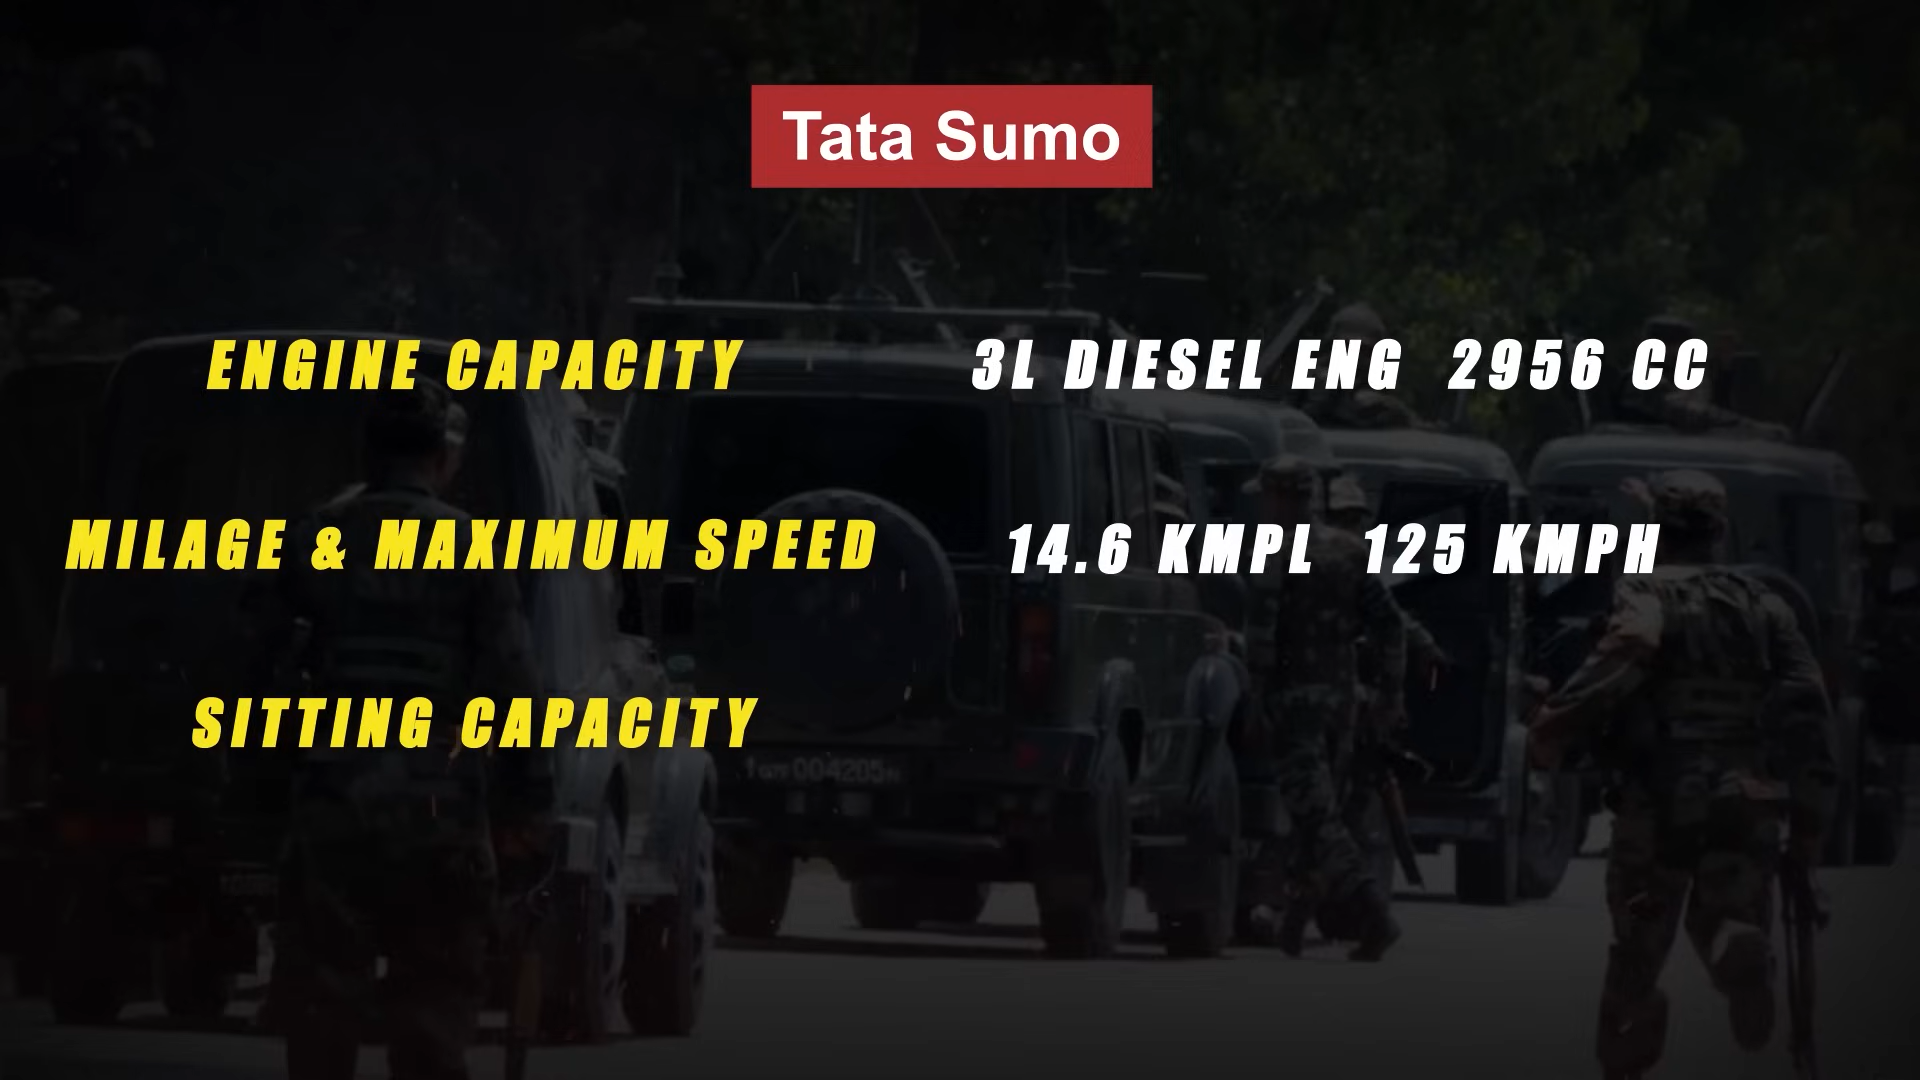 Tata Sumo
ENGINE CAPACITY 3L DIESEL ENG 2956 CC
MILAGE & MAXIMUM SPEED 14.6 KMPL 125 KMPH
SITTING CAPACITY